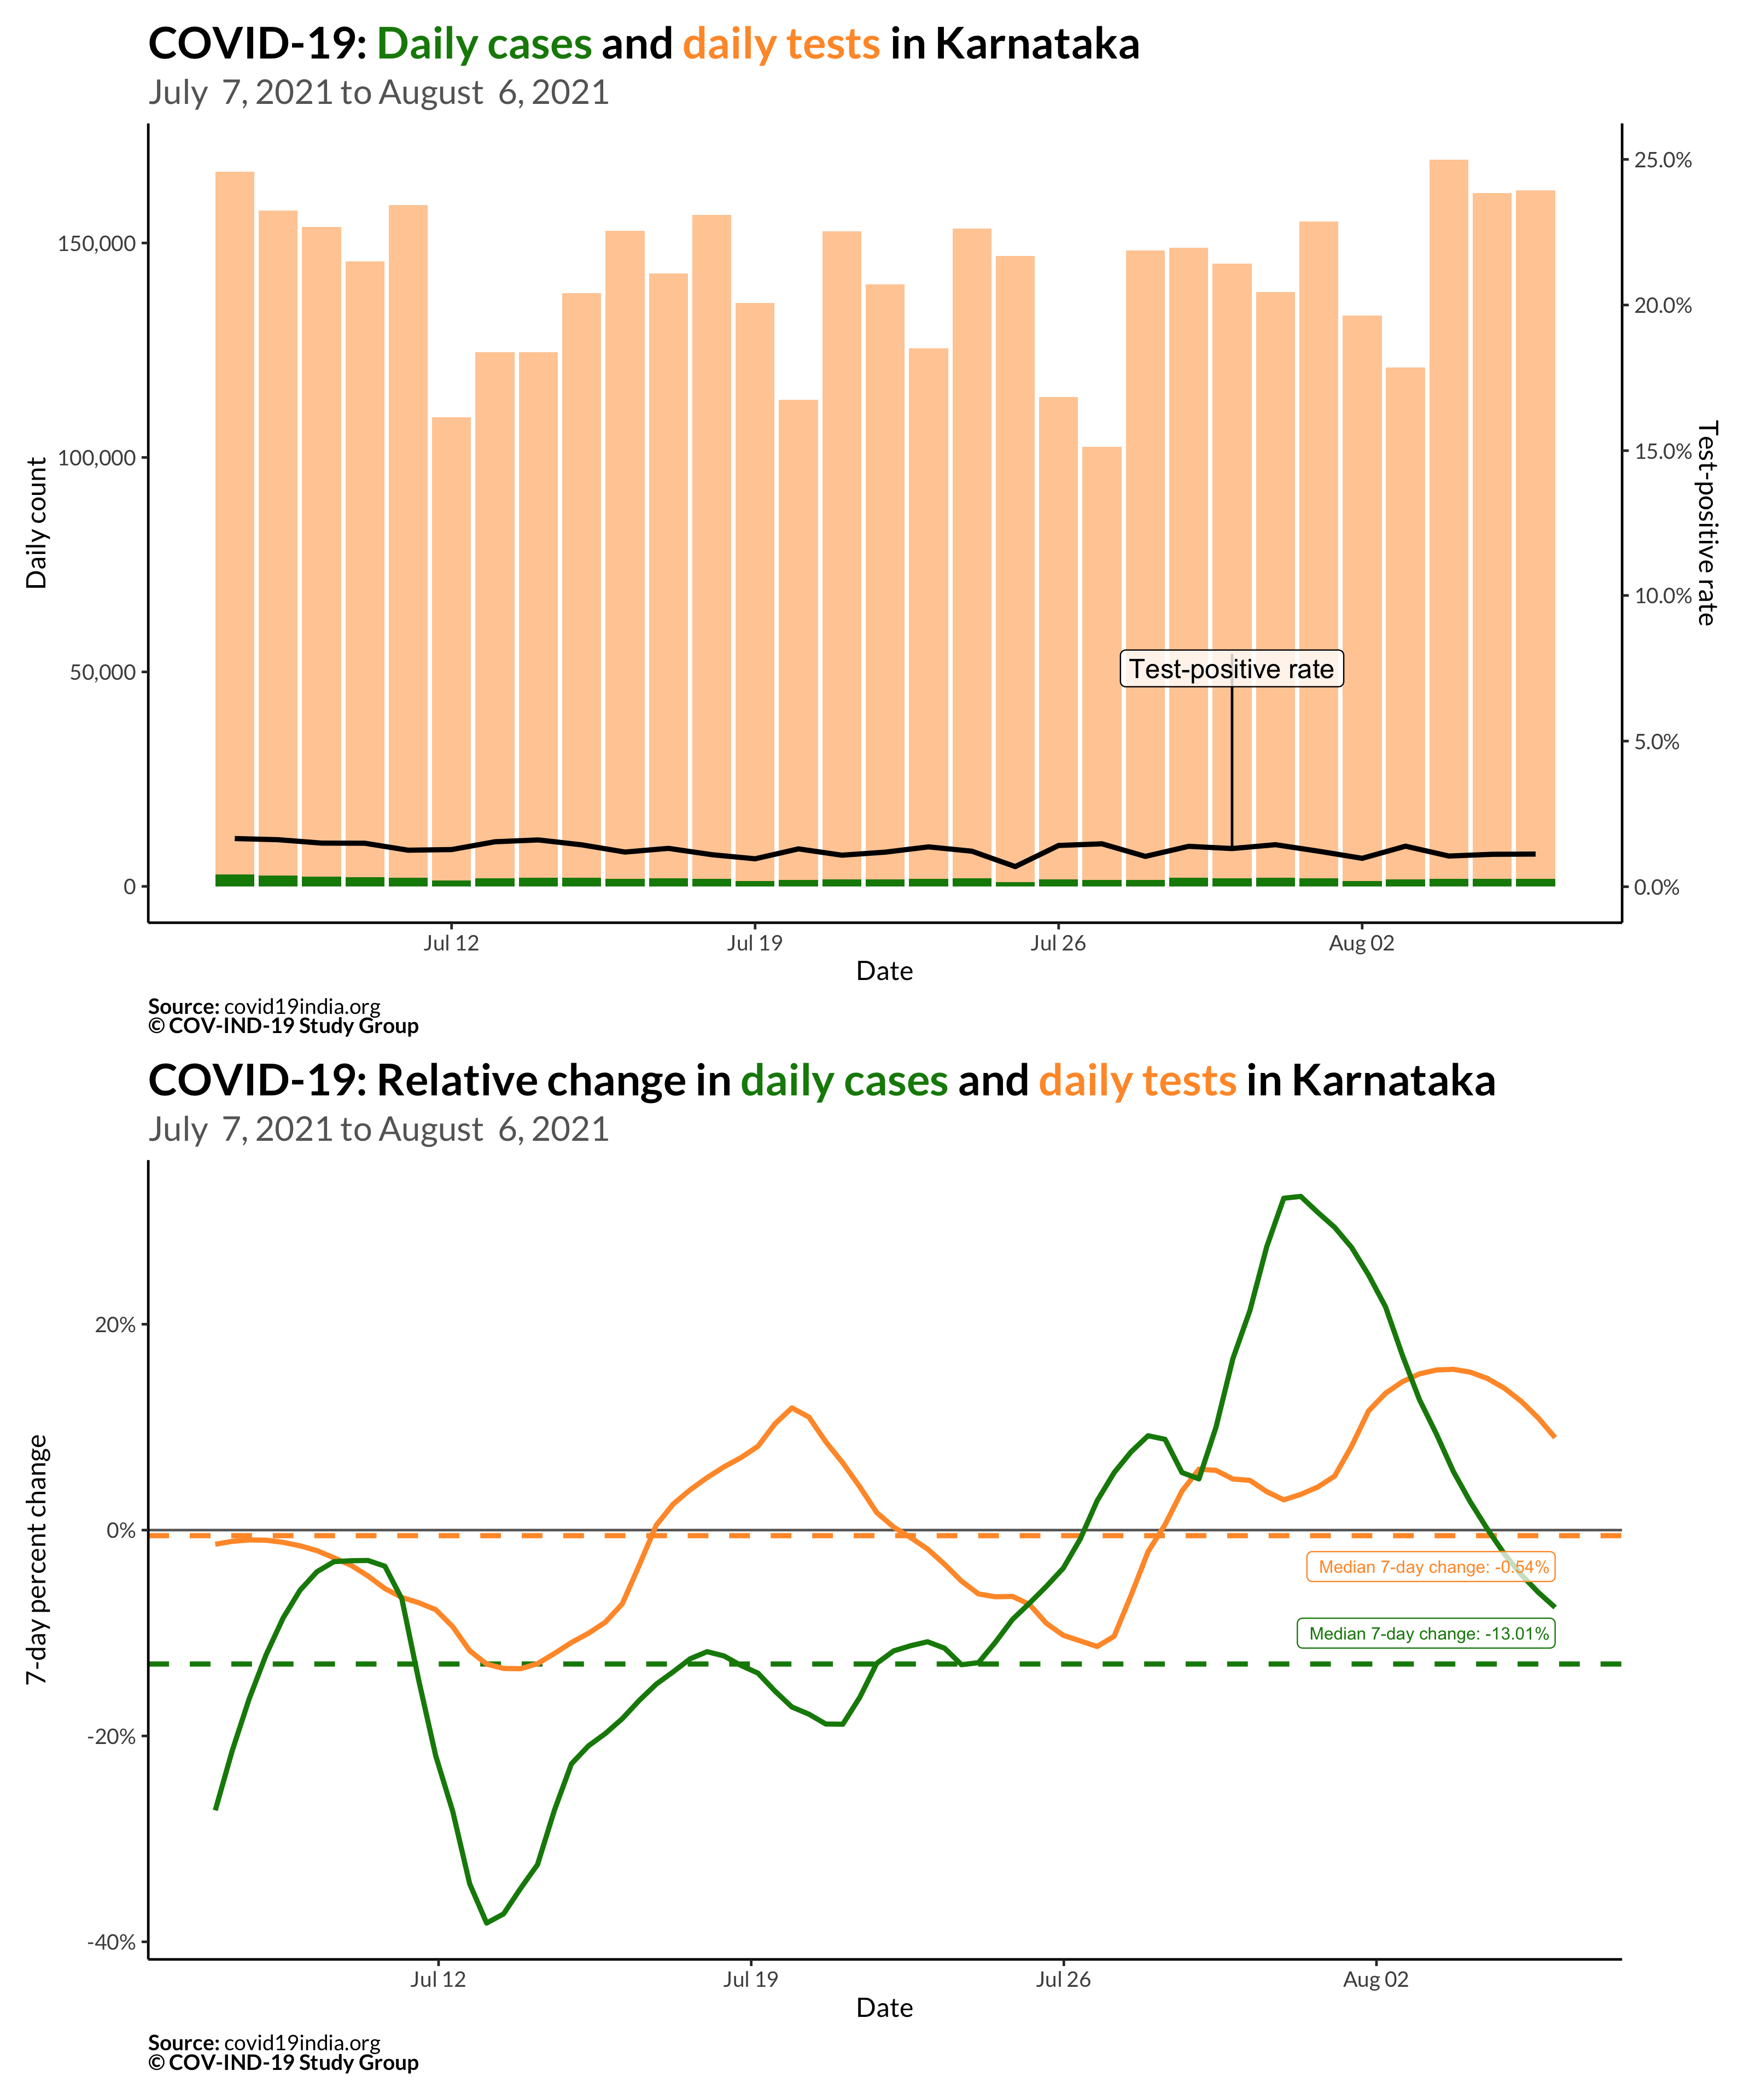 COVID-19: Daily cases and daily tests in Karnataka
July  7, 2021 to August  6, 2021
150,000
100,000
50,000
0
Daily count
25.0%
20.0%
15.0%
10.0%
5.0%
0.0%
Test-positive rate
Test-positive rate
Jul 12
Jul 19
Jul 26
Aug 02
Date
Source: covid19india.org
© COV-IND-19 Study Group
COVID-19: Relative change in daily cases and daily tests in Karnataka
July  7, 2021 to August  6, 2021
20%
0%
-20%
-40%
7-day percent change
Median 7-day change: -0.54%
Median 7-day change: -13.01%
Jul 12
Jul 19
Jul 26
Aug 02
Date
Source: covid19india.org
© COV-IND-19 Study Group